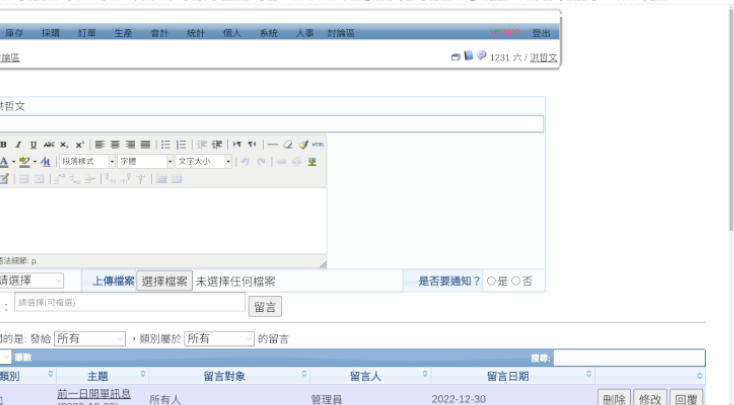 庫存 採購 訂單 生產 會計 統計 個人 系統 人事 討論區 登出
討論區 1231 六 / 洪哲文
洪哲文
B I U ABC HTML
段落樣式 字體 文字大小
語法細節: p
請選擇 上傳檔案 選擇檔案 未選擇任何檔案 是否要通知？ 是 否
: 請選擇(可複選) 留言
的是: 發給 所有 ，類別屬於 所有 的留言
筆數 搜尋:
類別 主題 留言對象 留言人 留言日期
前一日開單訊息 所有人 管理員 2022-12-30 刪除 修改 回覆